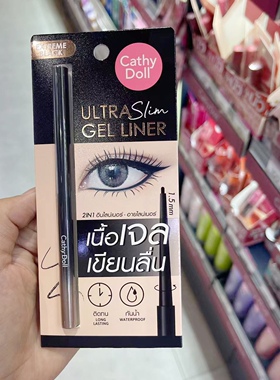 Cathy
Doll
ULTRA Slim
GEL LINER
2IN1 ดินสอไลน์เนอร์ + อายไลน์เนอร์
1.5 mm
เนื้อเจล
เขียนลื่น
ติดทน
LONG LASTING
กันน้ำ
WATERPROOF
Cathy Doll